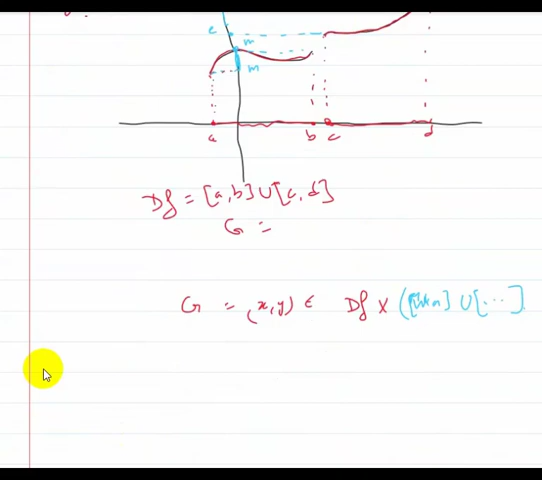 e
m
m
a b c d
Df = [a,b] ∪ [c,d]
G =
G = (x,y) ∈ Df × ( ] ∪ [...]